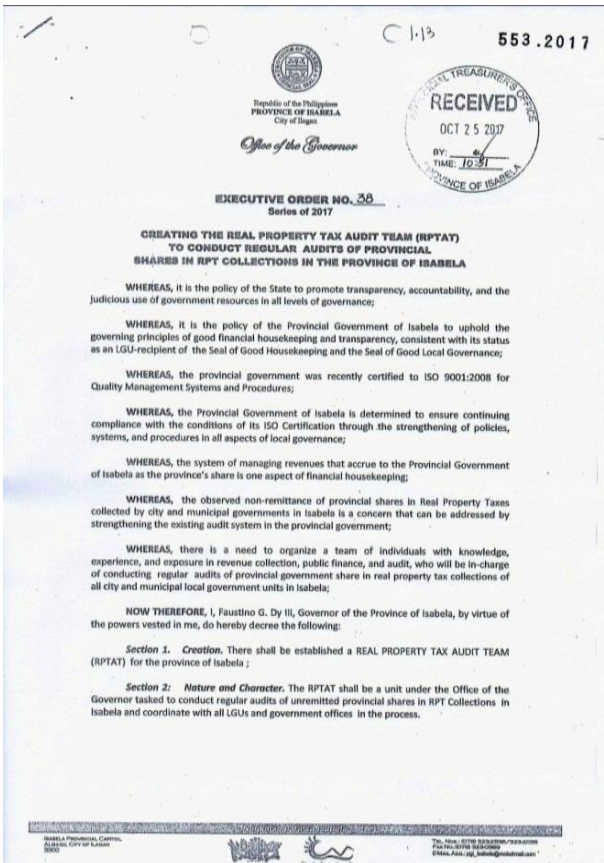 C 1.13
553.2017
Republic of the Philippines
PROVINCE OF ISABELA
City of Ilagan
Office of the Governor
PROVINCIAL TREASURER'S OFFICE
RECEIVED
OCT 25 2017
BY:
TIME: 10:51
PROVINCE OF ISABELA
EXECUTIVE ORDER NO. 38
Series of 2017
CREATING THE REAL PROPERTY TAX AUDIT TEAM (RPTAT)
TO CONDUCT REGULAR AUDITS OF PROVINCIAL
SHARES IN RPT COLLECTIONS IN THE PROVINCE OF ISABELA
WHEREAS, it is the policy of the State to promote transparency, accountability, and the
judicious use of government resources in all levels of governance;
WHEREAS, it is the policy of the Provincial Government of Isabela to uphold the
governing principles of good financial housekeeping and transparency, consistent with its status
as an LGU-recipient of the Seal of Good Housekeeping and the Seal of Good Local Governance;
WHEREAS, the provincial government was recently certified to ISO 9001:2008 for
Quality Management Systems and Procedures;
WHEREAS, the Provincial Government of Isabela is determined to ensure continuing
compliance with the conditions of its ISO Certification through the strengthening of policies,
systems, and procedures in all aspects of local governance;
WHEREAS, the system of managing revenues that accrue to the Provincial Government
of Isabela as the province's share is one aspect of financial housekeeping;
WHEREAS, the observed non-remittance of provincial shares in Real Property Taxes
collected by city and municipal governments in Isabela is a concern that can be addressed by
strengthening the existing audit system in the provincial government;
WHEREAS, there is a need to organize a team of individuals with knowledge,
experience, and exposure in revenue collection, public finance, and audit, who will be in-charge
of conducting regular audits of provincial government share in real property tax collections of
all city and municipal local government units in Isabela;
NOW THEREFORE, I, Faustino G. Dy III, Governor of the Province of Isabela, by virtue of
the powers vested in me, do hereby decree the following:
Section 1. Creation. There shall be established a REAL PROPERTY TAX AUDIT TEAM
(RPTAT) for the province of Isabela ;
Section 2: Nature and Character. The RPTAT shall be a unit under the Office of the
Governor tasked to conduct regular audits of unremitted provincial shares in RPT Collections in
Isabela and coordinate with all LGUs and government offices in the process.
ISABELA PROVINCIAL CAPITOL,
ALIBAGU, CITY OF ILAGAN
3300